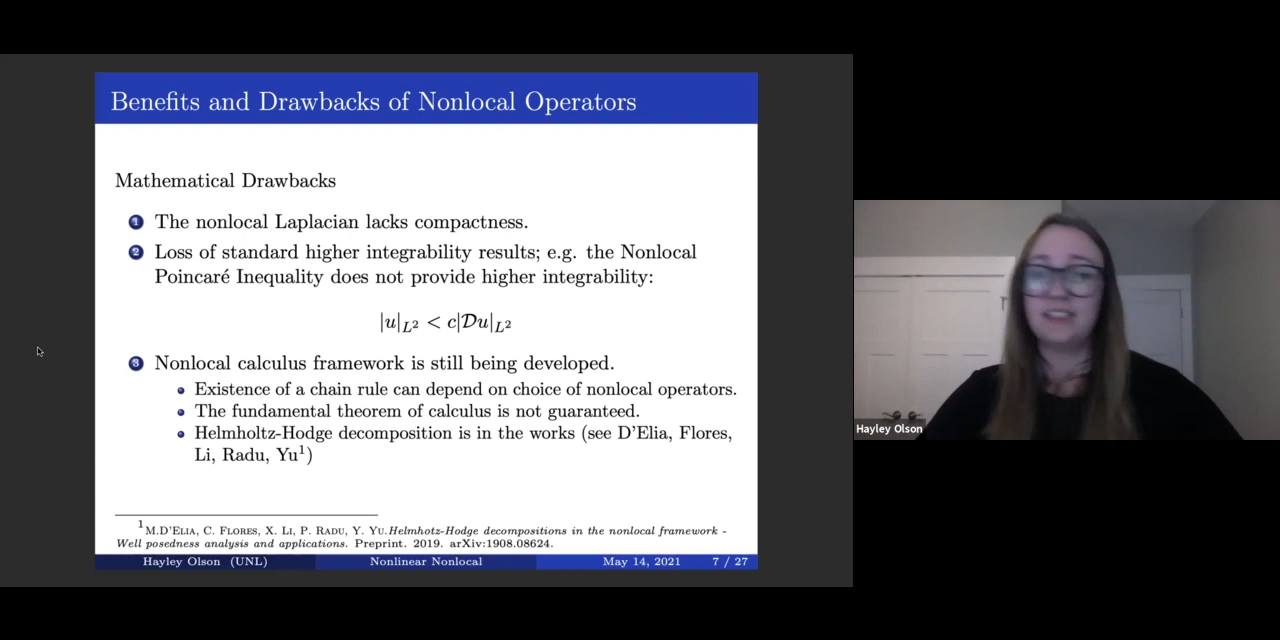 Benefits and Drawbacks of Nonlocal Operators
Mathematical Drawbacks
1 The nonlocal Laplacian lacks compactness.
2 Loss of standard higher integrability results; e.g. the Nonlocal
Poincaré Inequality does not provide higher integrability:
|u|_{L^2} < c|𝒟u|_{L^2}
3 Nonlocal calculus framework is still being developed.
Existence of a chain rule can depend on choice of nonlocal operators.
The fundamental theorem of calculus is not guaranteed.
Helmholtz-Hodge decomposition is in the works (see D'Elia, Flores,
Li, Radu, Yu¹)
¹M.D'ELIA, C. FLORES, X. LI, P. RADU, Y. YU.Helmhotz-Hodge decompositions in the nonlocal framework -
Well posedness analysis and applications. Preprint. 2019. arXiv:1908.08624.
Hayley Olson (UNL) Nonlinear Nonlocal May 14, 2021 7 / 27
Hayley Olson